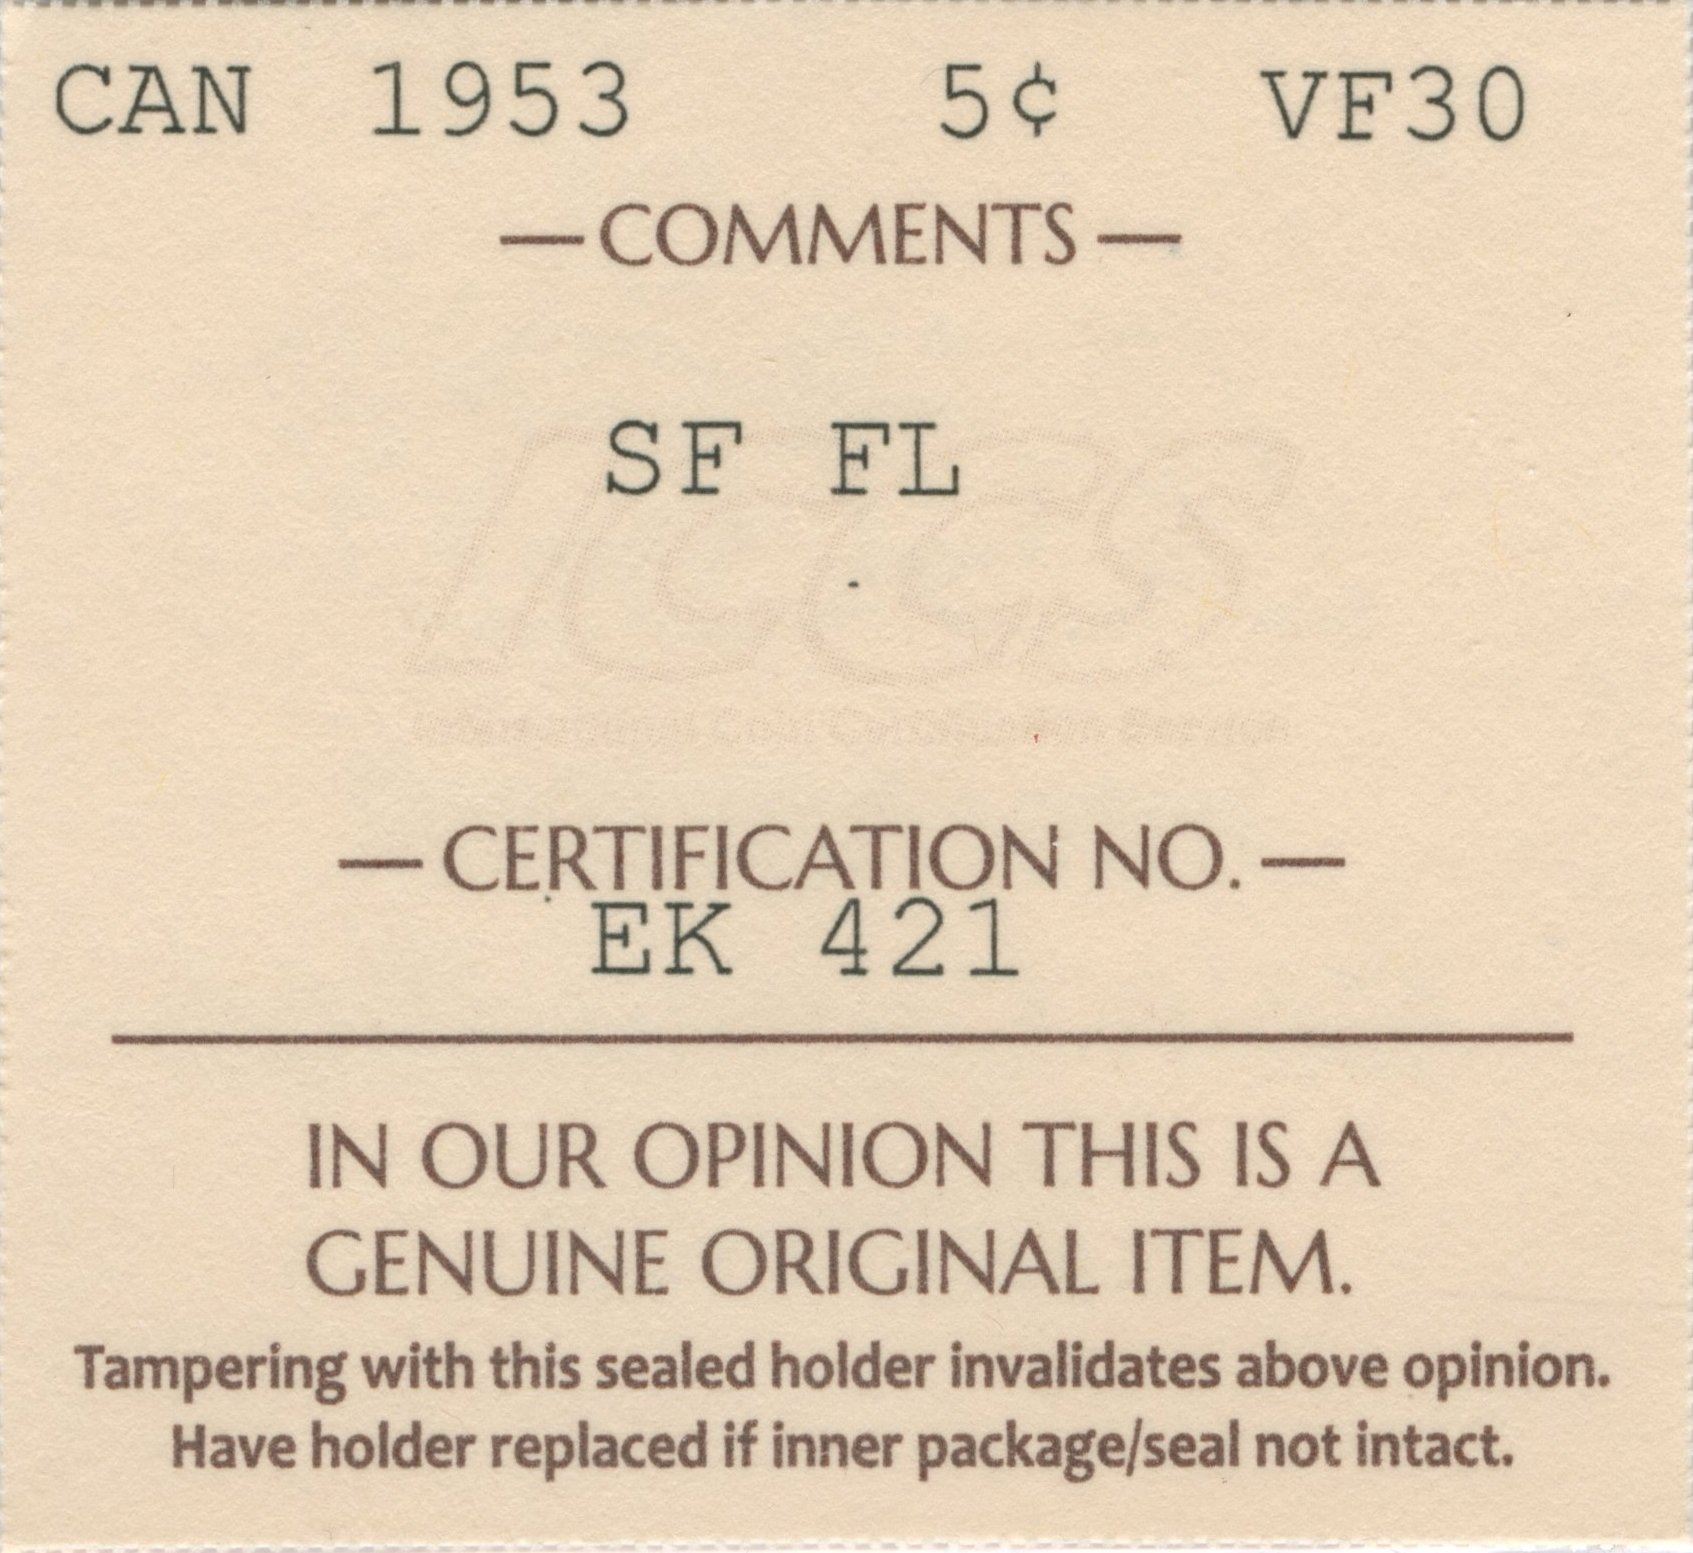 CAN 1953 5¢ VF30
—COMMENTS—
SF FL
ICCS
—CERTIFICATION NO.—
EK 421
IN OUR OPINION THIS IS A
GENUINE ORIGINAL ITEM.
Tampering with this sealed holder invalidates above opinion.
Have holder replaced if inner package/seal not intact.